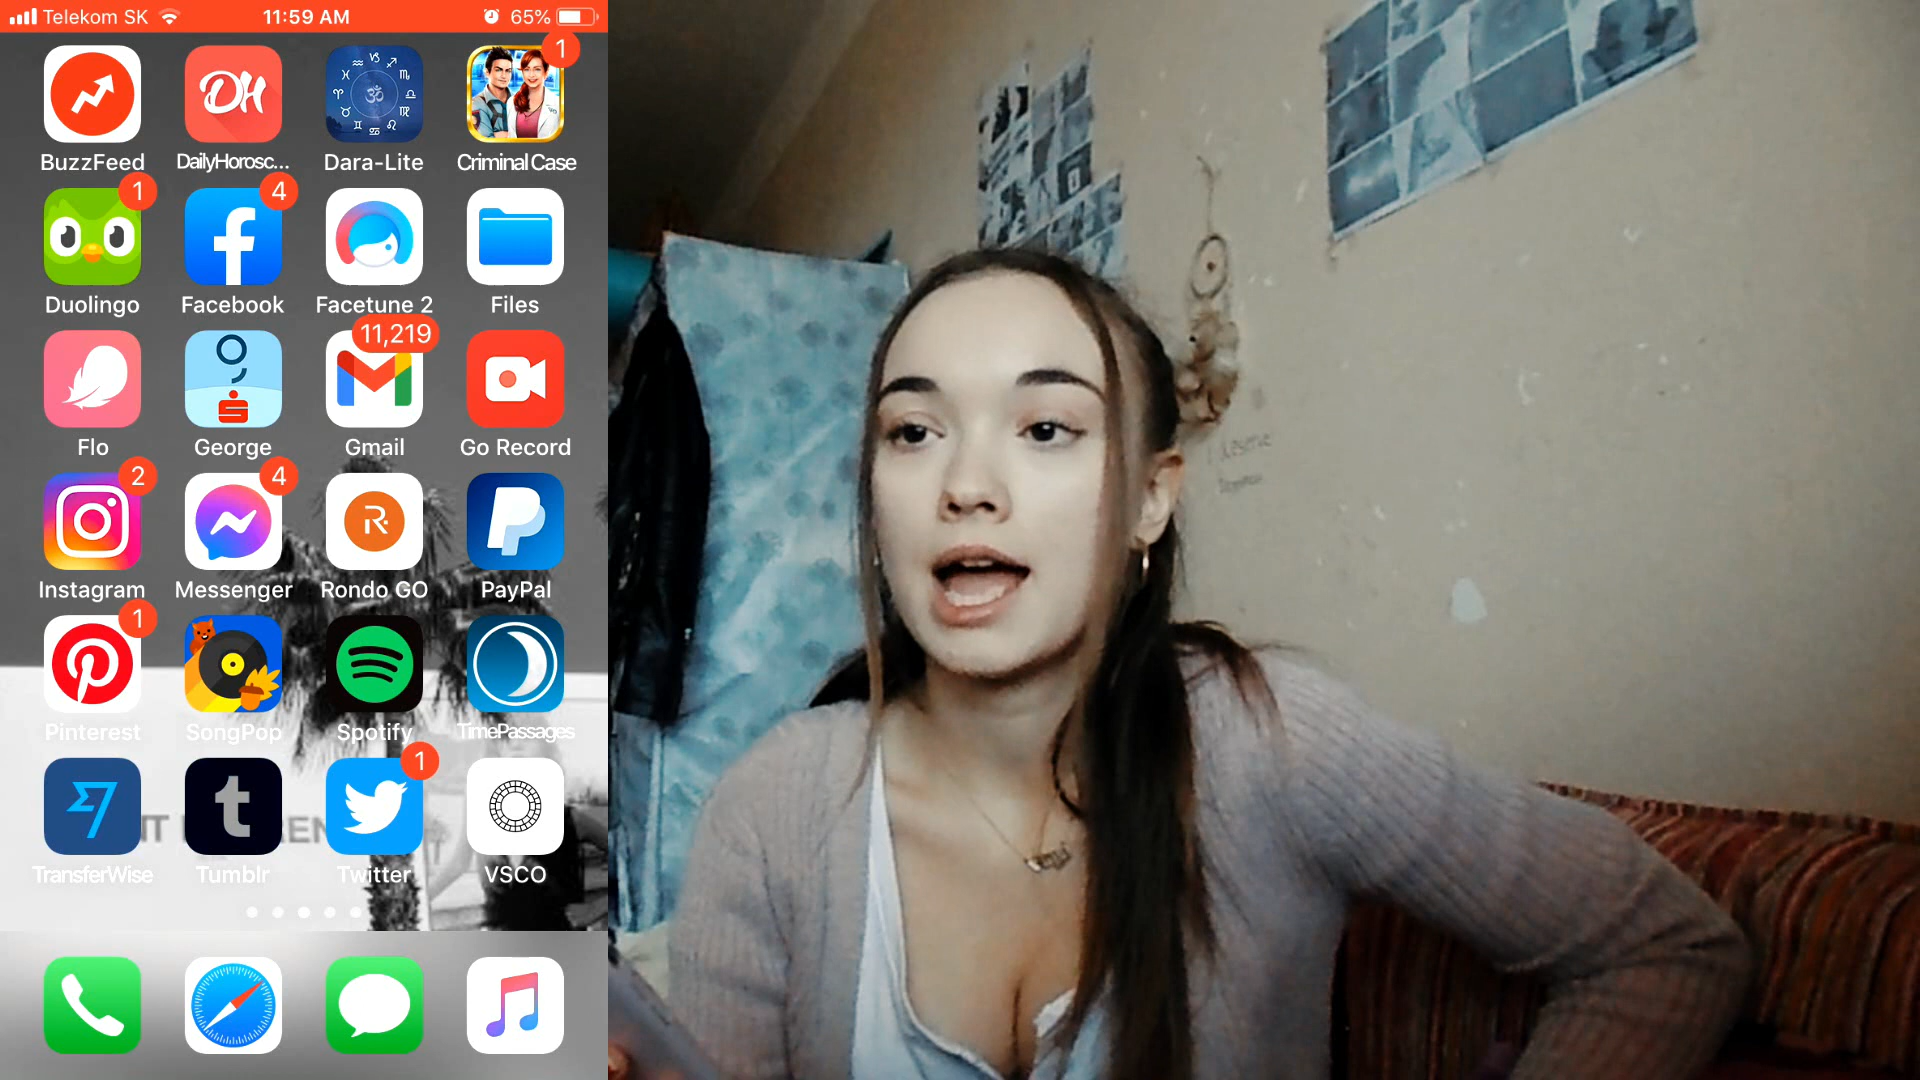 Telekom SK 11:59 AM 65%
1
BuzzFeed DailyHorosc... Dara-Lite Criminal Case
1 4
Duolingo Facebook Facetune 2 Files
11,219
Flo George Gmail Go Record
2 4
Instagram Messenger Rondo GO PayPal
1
Pinterest SongPop Spotify TimePassages
1
TransferWise Tumblr Twitter VSCO
I deserve